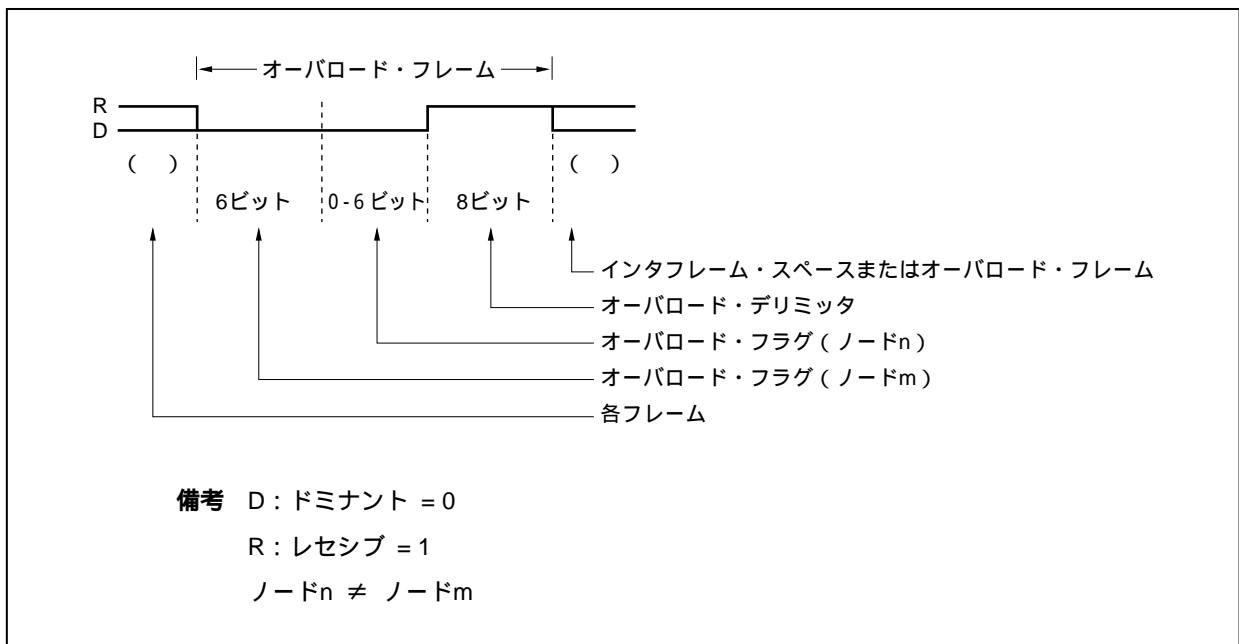 オーバロード・フレーム
R
D
(　)
(　)
6ビット
0-6ビット
8ビット
インタフレーム・スペースまたはオーバロード・フレーム
オーバロード・デリミッタ
オーバロード・フラグ(ノードn)
オーバロード・フラグ(ノードm)
各フレーム
備考 D:ドミナント = 0
R:レセシブ = 1
ノードn ≠ ノードm